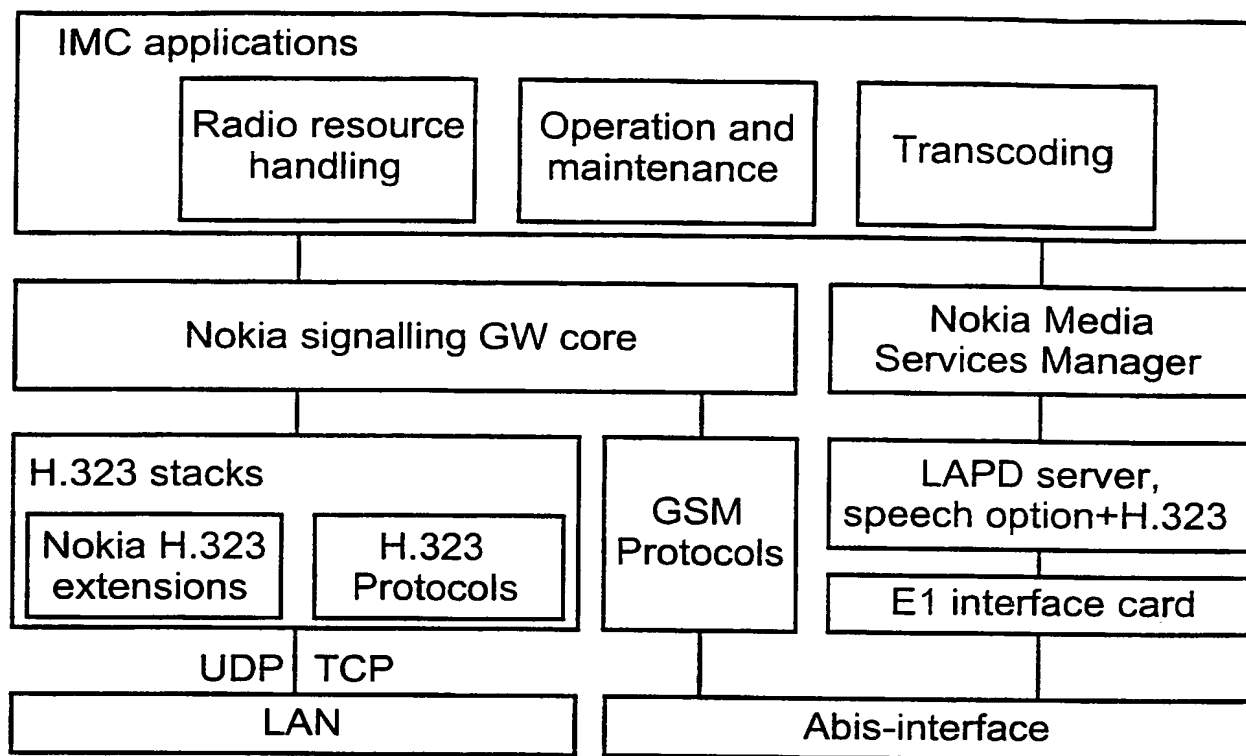 IMC applications
Radio resource
handling
Operation and
maintenance
Transcoding
Nokia signalling GW core
Nokia Media
Services Manager
H.323 stacks
Nokia H.323
extensions
H.323
Protocols
GSM
Protocols
LAPD server,
speech option+H.323
E1 interface card
UDP TCP
LAN
Abis-interface